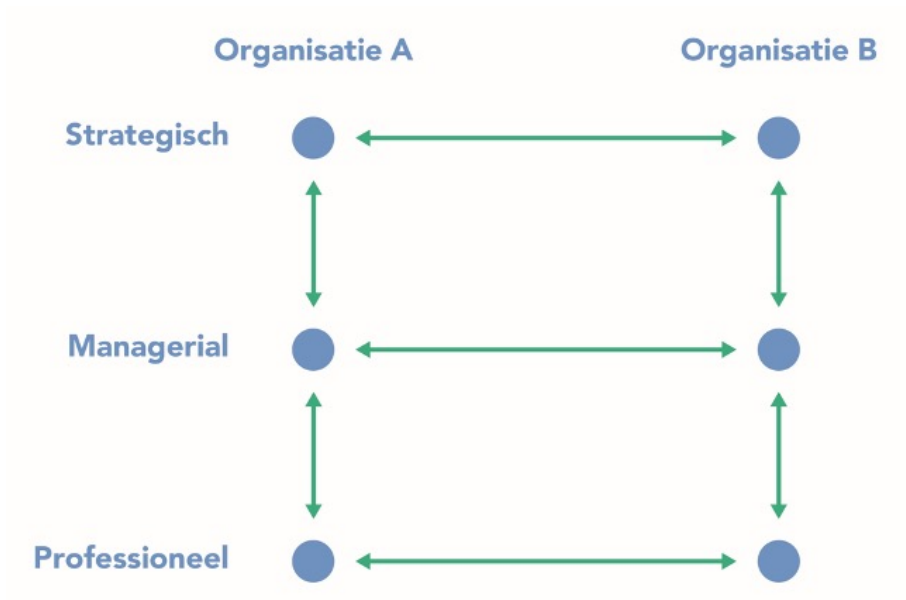 Organisatie A
Organisatie B
Strategisch
Managerial
Professioneel